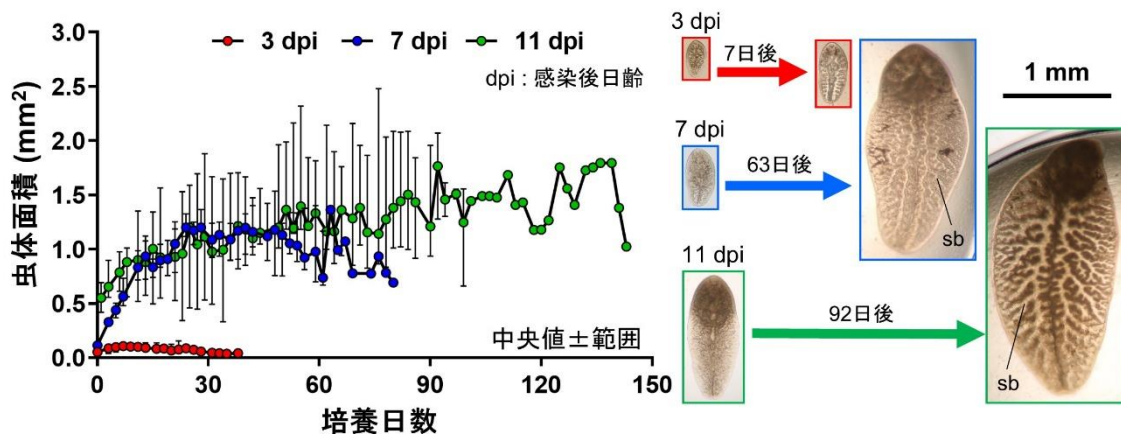 3.0
2.5
2.0
1.5
1.0
0.5
0.0
虫体面積 (mm²)
3 dpi
7 dpi
11 dpi
dpi : 感染後日齢
中央値±範囲
0
30
60
90
120
150
培養日数
3 dpi
7日後
1 mm
7 dpi
63日後
sb
11 dpi
92日後
sb